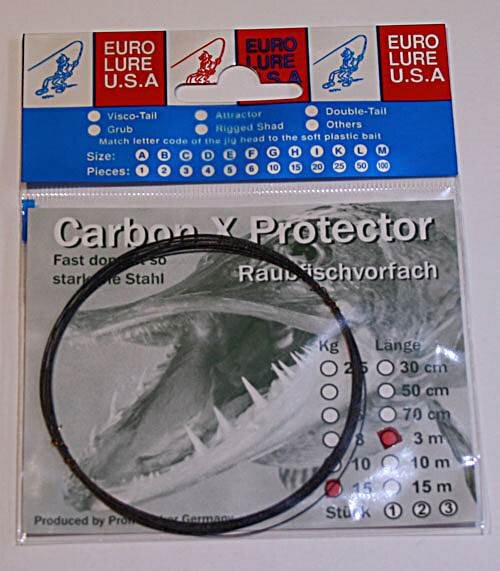 EURO LURE U.S.A
EURO LURE U.S.A
EURO LURE U.S.A
Visco-Tail Attractor Double-Tail
Grub Rigged Shad Others
Match letter code of the jig head to the soft plastic bait
Size: A B C D E F G H I K L M
Pieces: 1 2 3 4 5 6 10 15 20 25 50 100
Carbon X Protector
Fast so
Stahl
Raubfischvorfach
Kg Länge
30 cm
50 cm
70 cm
8 3 m
10 10 m
15 15 m
Stück 1 2 3
Produced by Germany